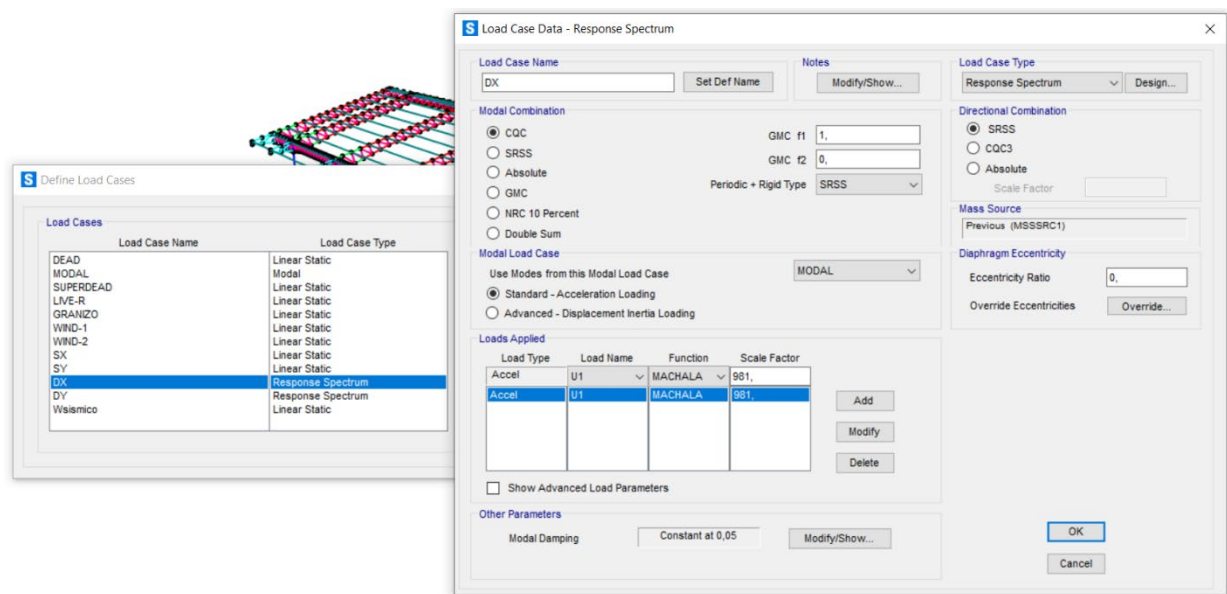 S Define Load Cases
Load Cases
Load Case Name Load Case Type
DEAD Linear Static
MODAL Modal
SUPERDEAD Linear Static
LIVE-R Linear Static
GRANIZO Linear Static
WIND-1 Linear Static
WIND-2 Linear Static
SX Linear Static
SY Linear Static
DX Response Spectrum
DY Response Spectrum
Wsismico Linear Static
S Load Case Data - Response Spectrum
Load Case Name
DX Set Def Name
Notes
Modify/Show...
Load Case Type
Response Spectrum Design...
Modal Combination
CQC
SRSS
Absolute
GMC
NRC 10 Percent
Double Sum
GMC f1 1,
GMC f2 0,
Periodic + Rigid Type SRSS
Directional Combination
SRSS
CQC3
Absolute
Scale Factor
Mass Source
Previous (MSSSRC1)
Modal Load Case
Use Modes from this Modal Load Case MODAL
Standard - Acceleration Loading
Advanced - Displacement Inertia Loading
Diaphragm Eccentricity
Eccentricity Ratio 0,
Override Eccentricities Override...
Loads Applied
Load Type Load Name Function Scale Factor
Accel U1 MACHALA 981,
Accel U1 MACHALA 981,
Add
Modify
Delete
Show Advanced Load Parameters
Other Parameters
Modal Damping Constant at 0,05 Modify/Show...
OK
Cancel